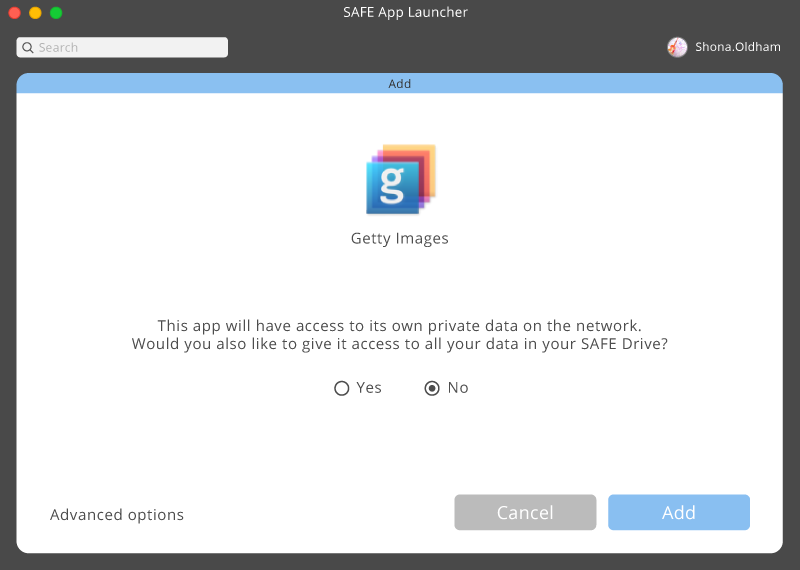 SAFE App Launcher
Search
Shona.Oldham
Add
g
Getty Images
This app will have access to its own private data on the network.
Would you also like to give it access to all your data in your SAFE Drive?
Yes
No
Advanced options
Cancel
Add